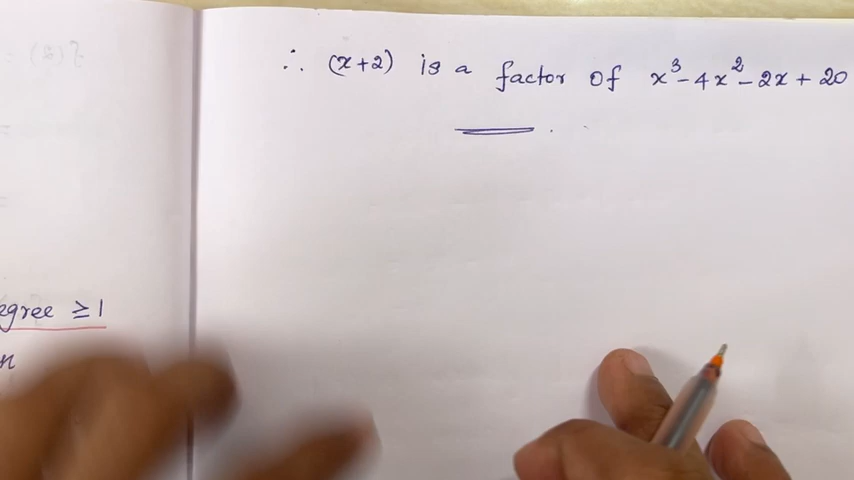 ∴ (x+2) is a factor of x³-4x²-2x+20
egree ≥1